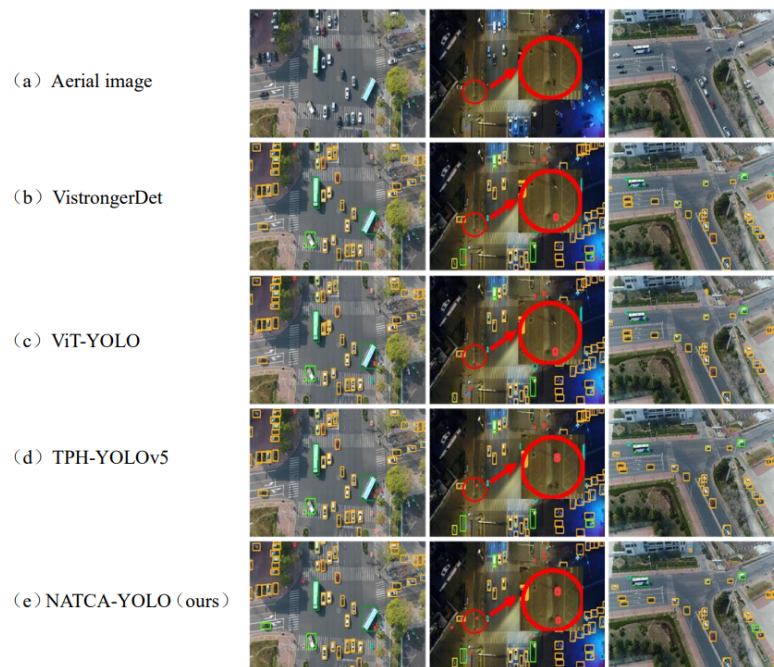 (a) Aerial image
(b) VistrongerDet
(c) ViT-YOLO
(d) TPH-YOLOv5
(e) NATCA-YOLO (ours)